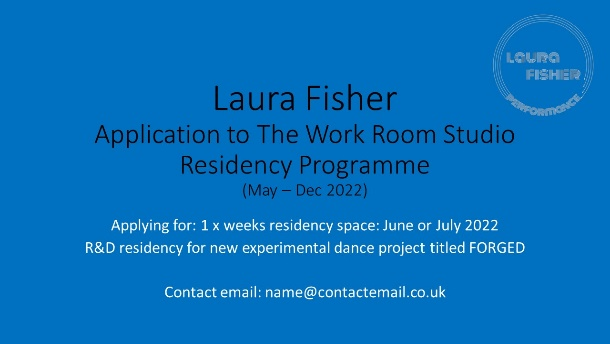 LAURA
FISHER
PERFORMANCE
Laura Fisher
Application to The Work Room Studio
Residency Programme
(May – Dec 2022)
Applying for: 1 x weeks residency space: June or July 2022
R&D residency for new experimental dance project titled FORGED
Contact email: name@contactemail.co.uk